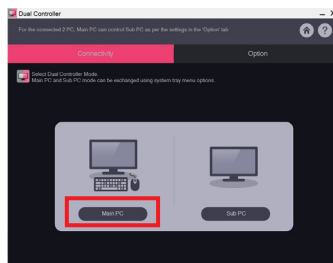 Dual Controller
For the connected 2 PC, Main PC can control Sub PC as per the settings in the 'Option' tab
Connectivity
Option
Select Dual Controller Mode.
Main PC and Sub PC mode can be exchanged using system tray menu options.
Main PC
Sub PC